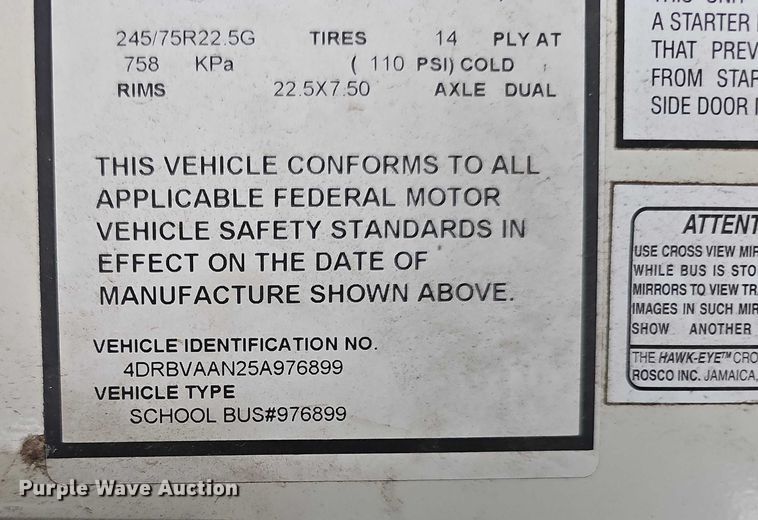 245/75R22.5G TIRES 14 PLY AT
758 KPa ( 110 PSI) COLD
RIMS 22.5X7.50 AXLE DUAL
THIS VEHICLE CONFORMS TO ALL
APPLICABLE FEDERAL MOTOR
VEHICLE SAFETY STANDARDS IN
EFFECT ON THE DATE OF
MANUFACTURE SHOWN ABOVE.
VEHICLE IDENTIFICATION NO.
4DRBVAAN25A976899
VEHICLE TYPE
SCHOOL BUS#976899
THIS UNIT
A STARTER
THAT PREV
FROM STAR
SIDE DOOR
ATTENT
USE CROSS VIEW MIR
WHILE BUS IS STO
MIRRORS TO VIEW TR
IMAGES IN SUCH MIR
SHOW ANOTHER
THE HAWK-EYE™ CRO
ROSCO INC. JAMAICA,
Purple Wave Auction